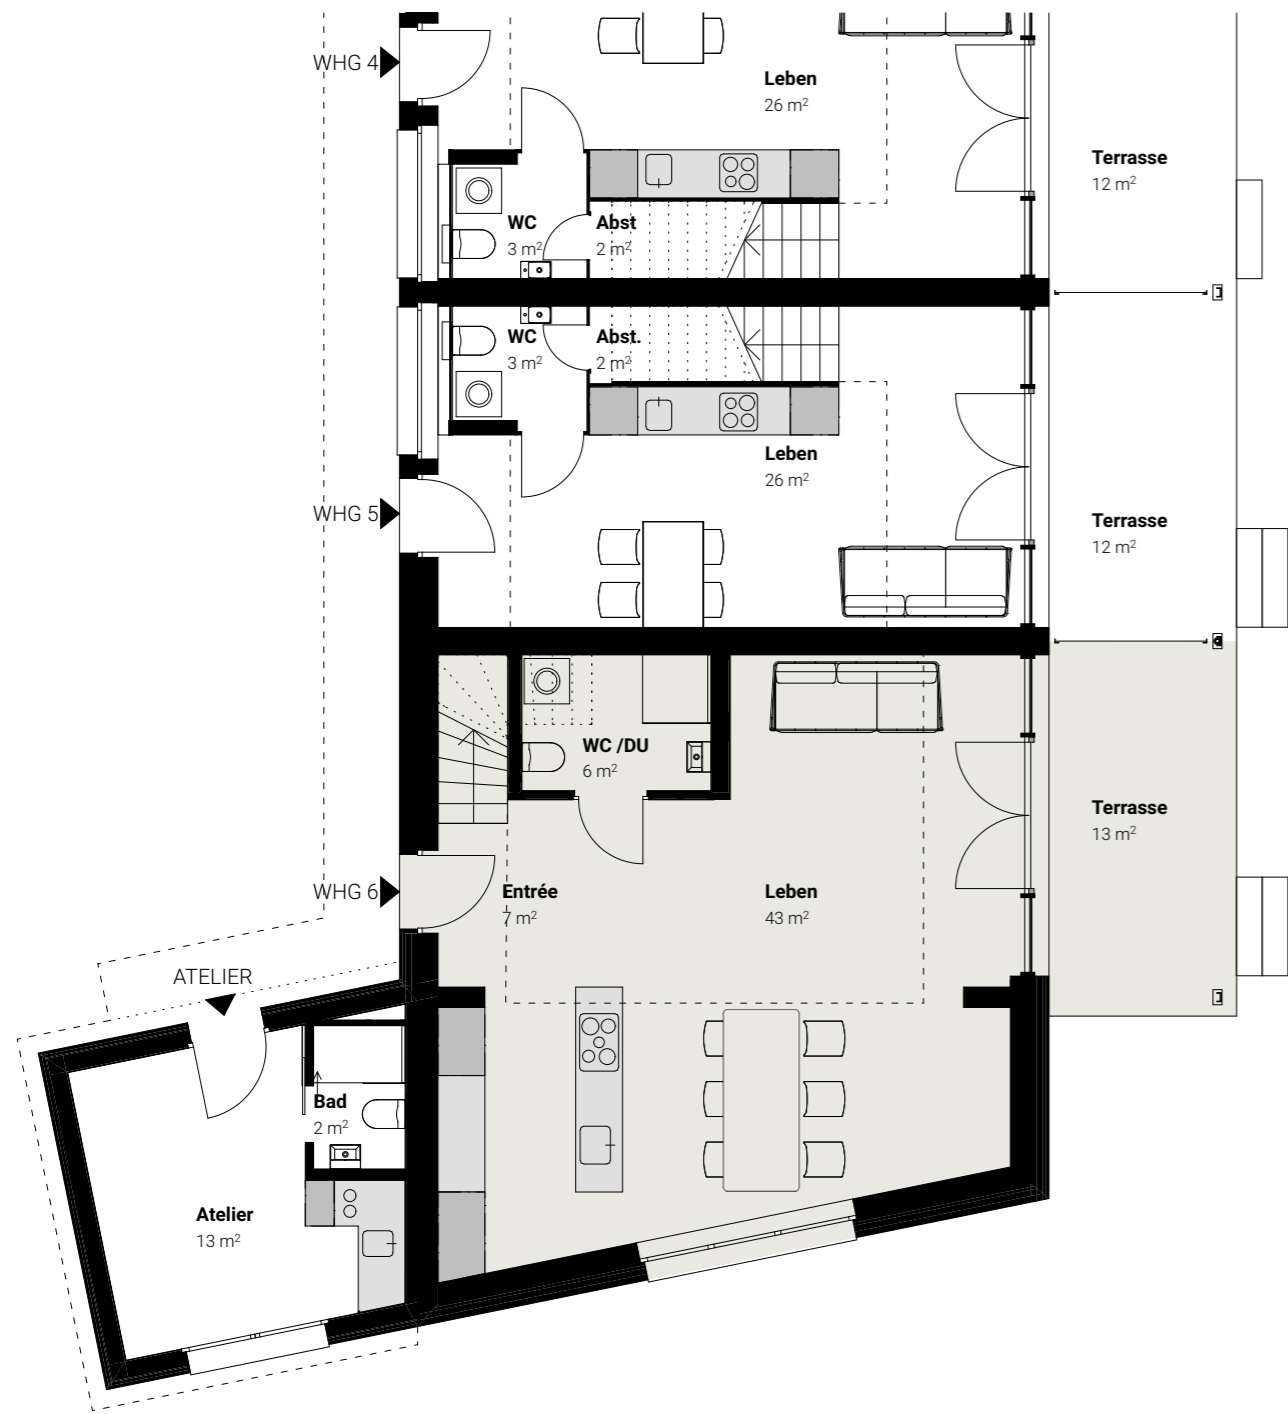 WHG 4
Leben
26 m²
Terrasse
12 m²
WC
3 m²
Abst
2 m²
WC
3 m²
Abst.
2 m²
Leben
26 m²
WHG 5
Terrasse
12 m²
WC /DU
6 m²
Terrasse
13 m²
WHG 6
Entrée
7 m²
Leben
43 m²
ATELIER
Bad
2 m²
Atelier
13 m²